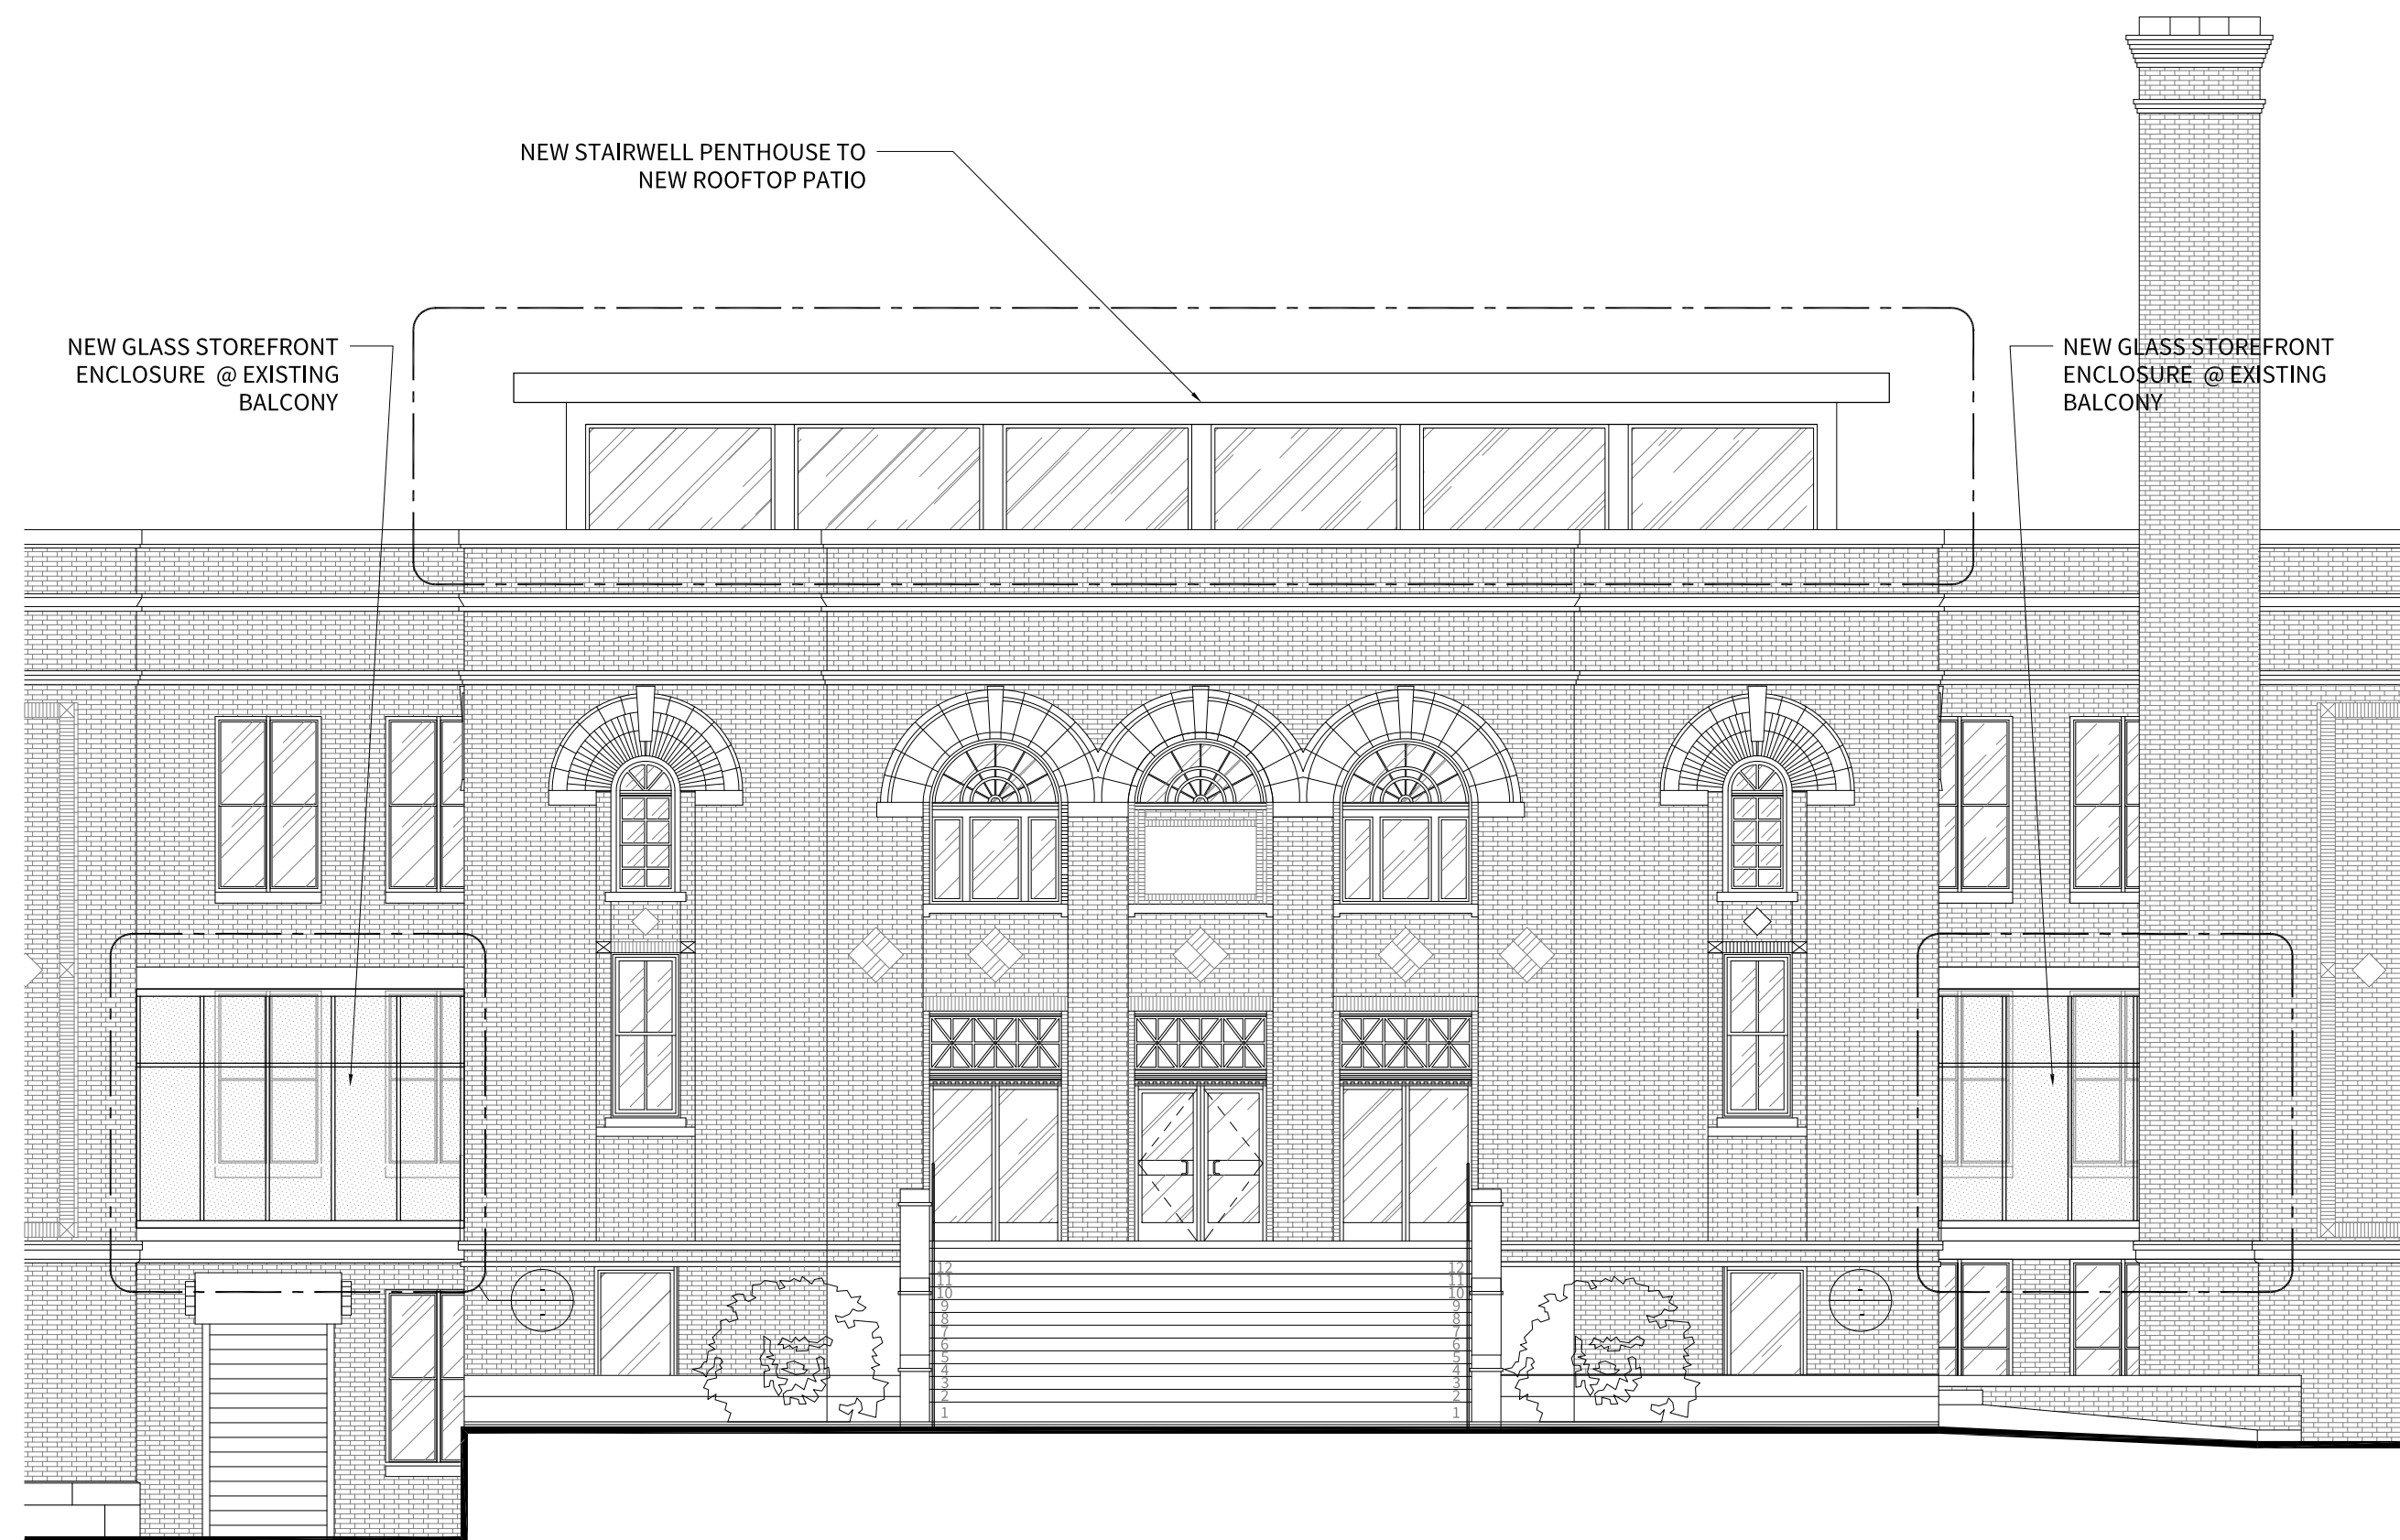 NEW STAIRWELL PENTHOUSE TO
NEW ROOFTOP PATIO
NEW GLASS STOREFRONT
ENCLOSURE @ EXISTING
BALCONY
NEW GLASS STOREFRONT
ENCLOSURE @ EXISTING
BALCONY
12 12
11 11
10 10
9 9
8 8
7 7
6 6
5 5
4 4
3 3
2 2
1 1